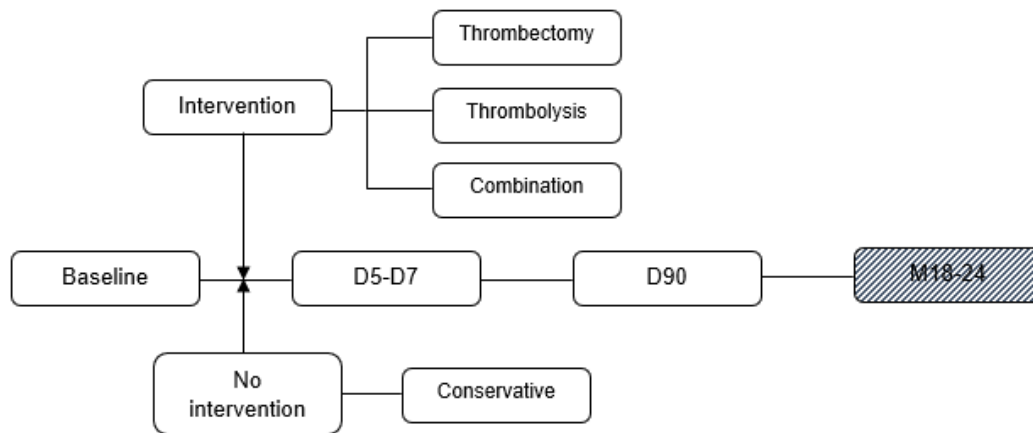 Thrombectomy
Intervention
Thrombolysis
Combination
Baseline
D5-D7
D90
M18-24
No
intervention
Conservative